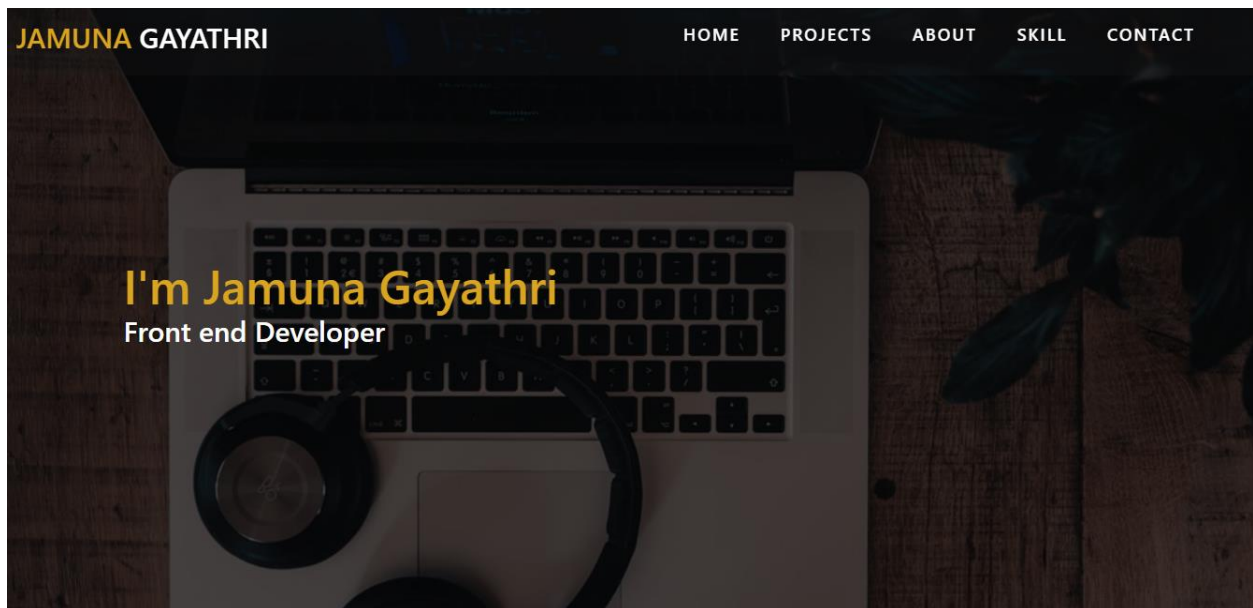 JAMUNA GAYATHRI
HOME PROJECTS ABOUT SKILL CONTACT
I'm Jamuna Gayathri
Front end Developer